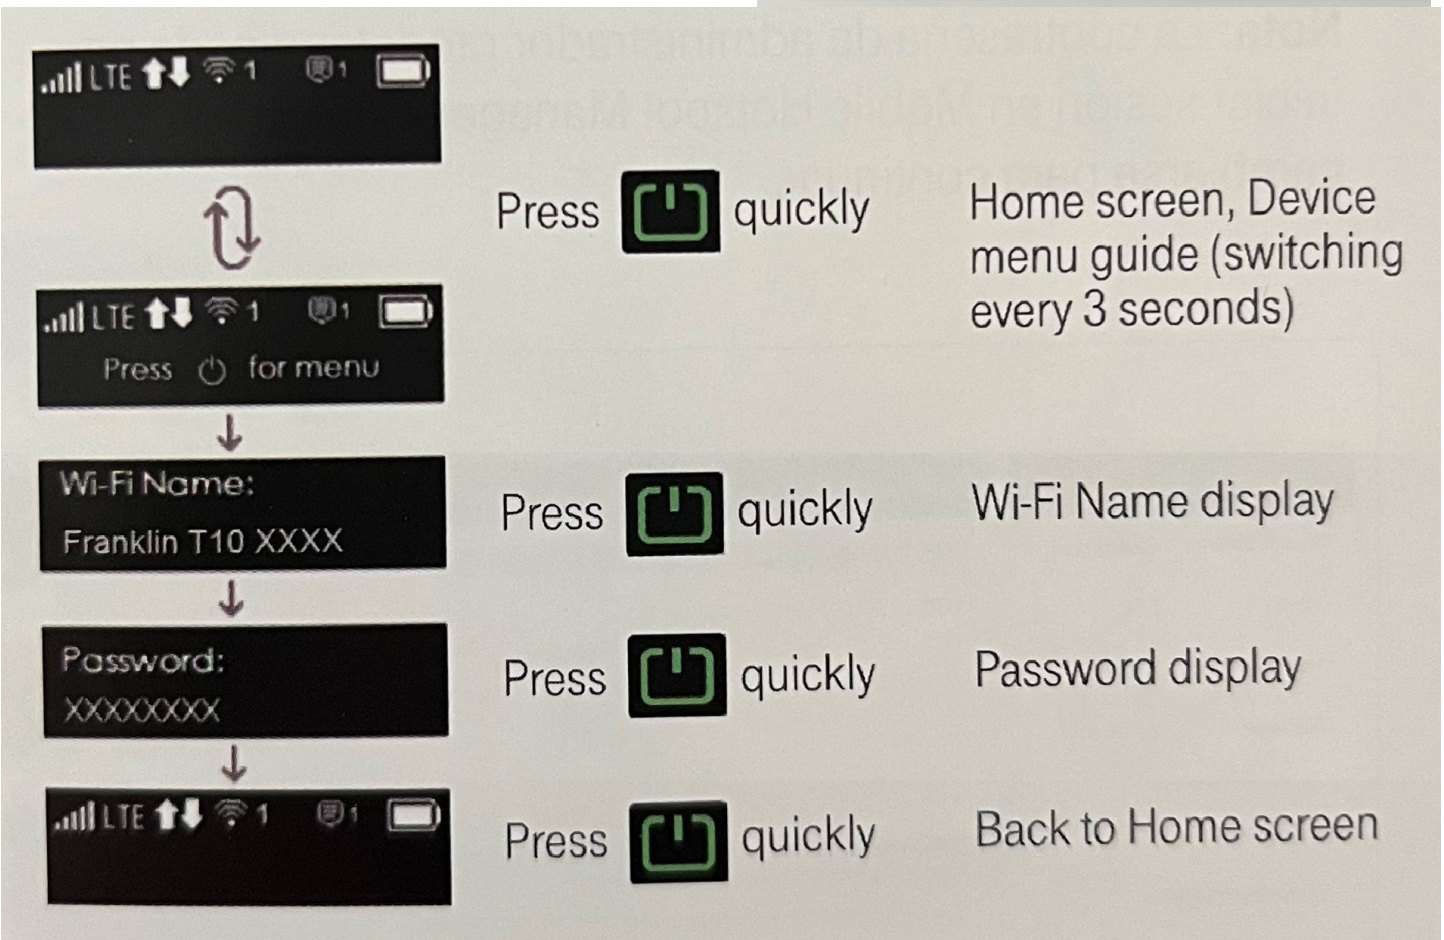 LTE 1 1
Press quickly
Home screen, Device
menu guide (switching
every 3 seconds)
LTE 1 1
Press for menu
Wi-Fi Name:
Franklin T10 XXXX
Press quickly
Wi-Fi Name display
Password:
XXXXXXXX
Press quickly
Password display
LTE 1 1
Press quickly
Back to Home screen